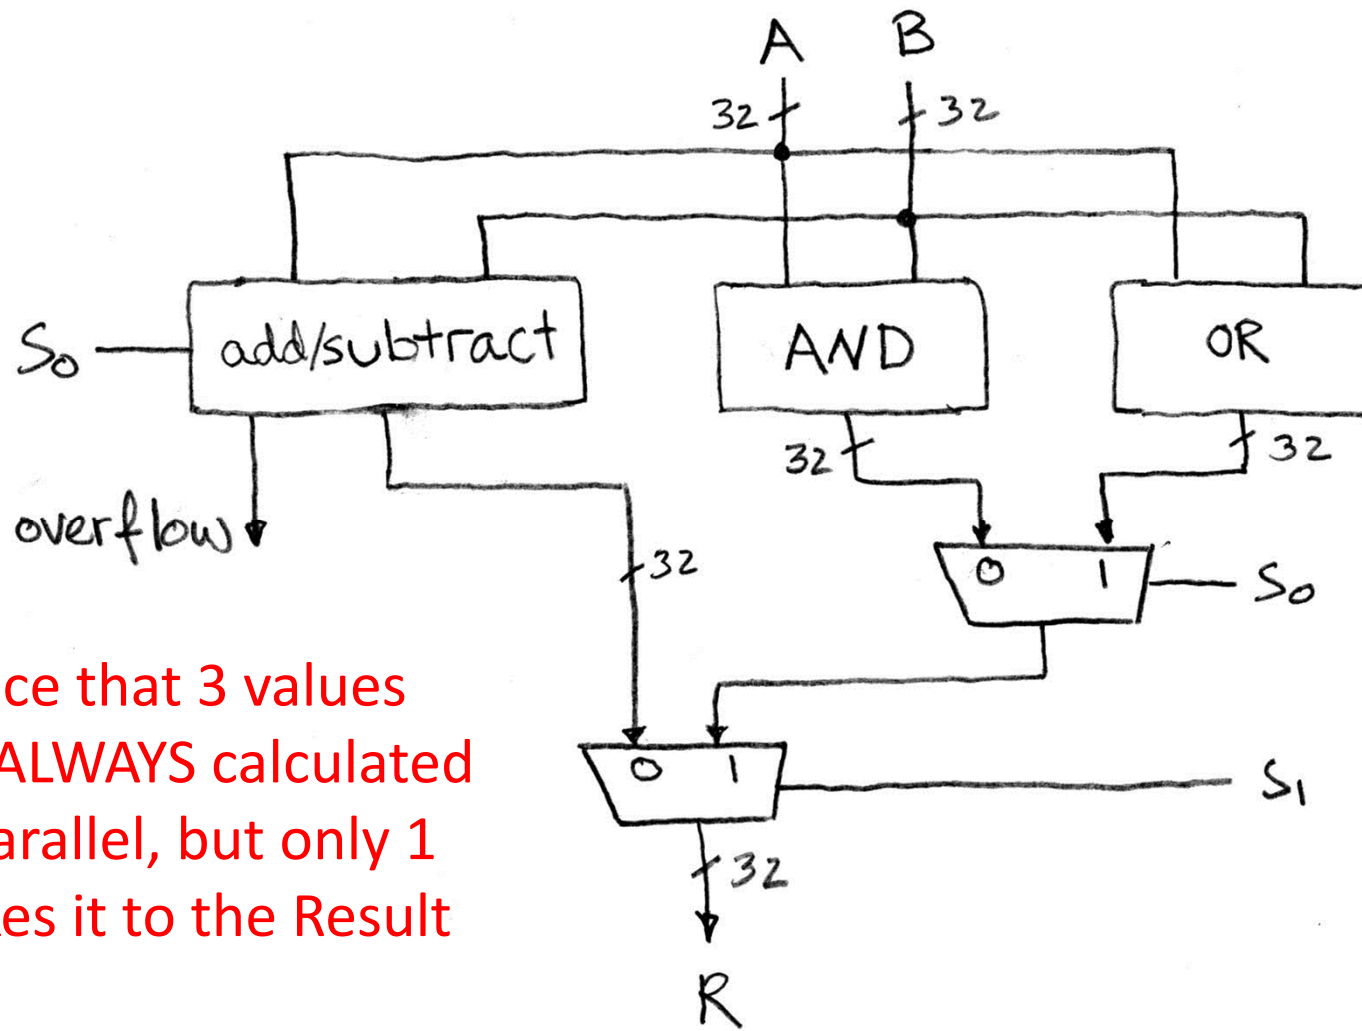 A B
32 32
S₀ add/subtract AND OR
32 32
overflow
32 0 1 S₀
ce that 3 values
0 1 S₁
ALWAYS calculated
arallel, but only 1
32
es it to the Result
R